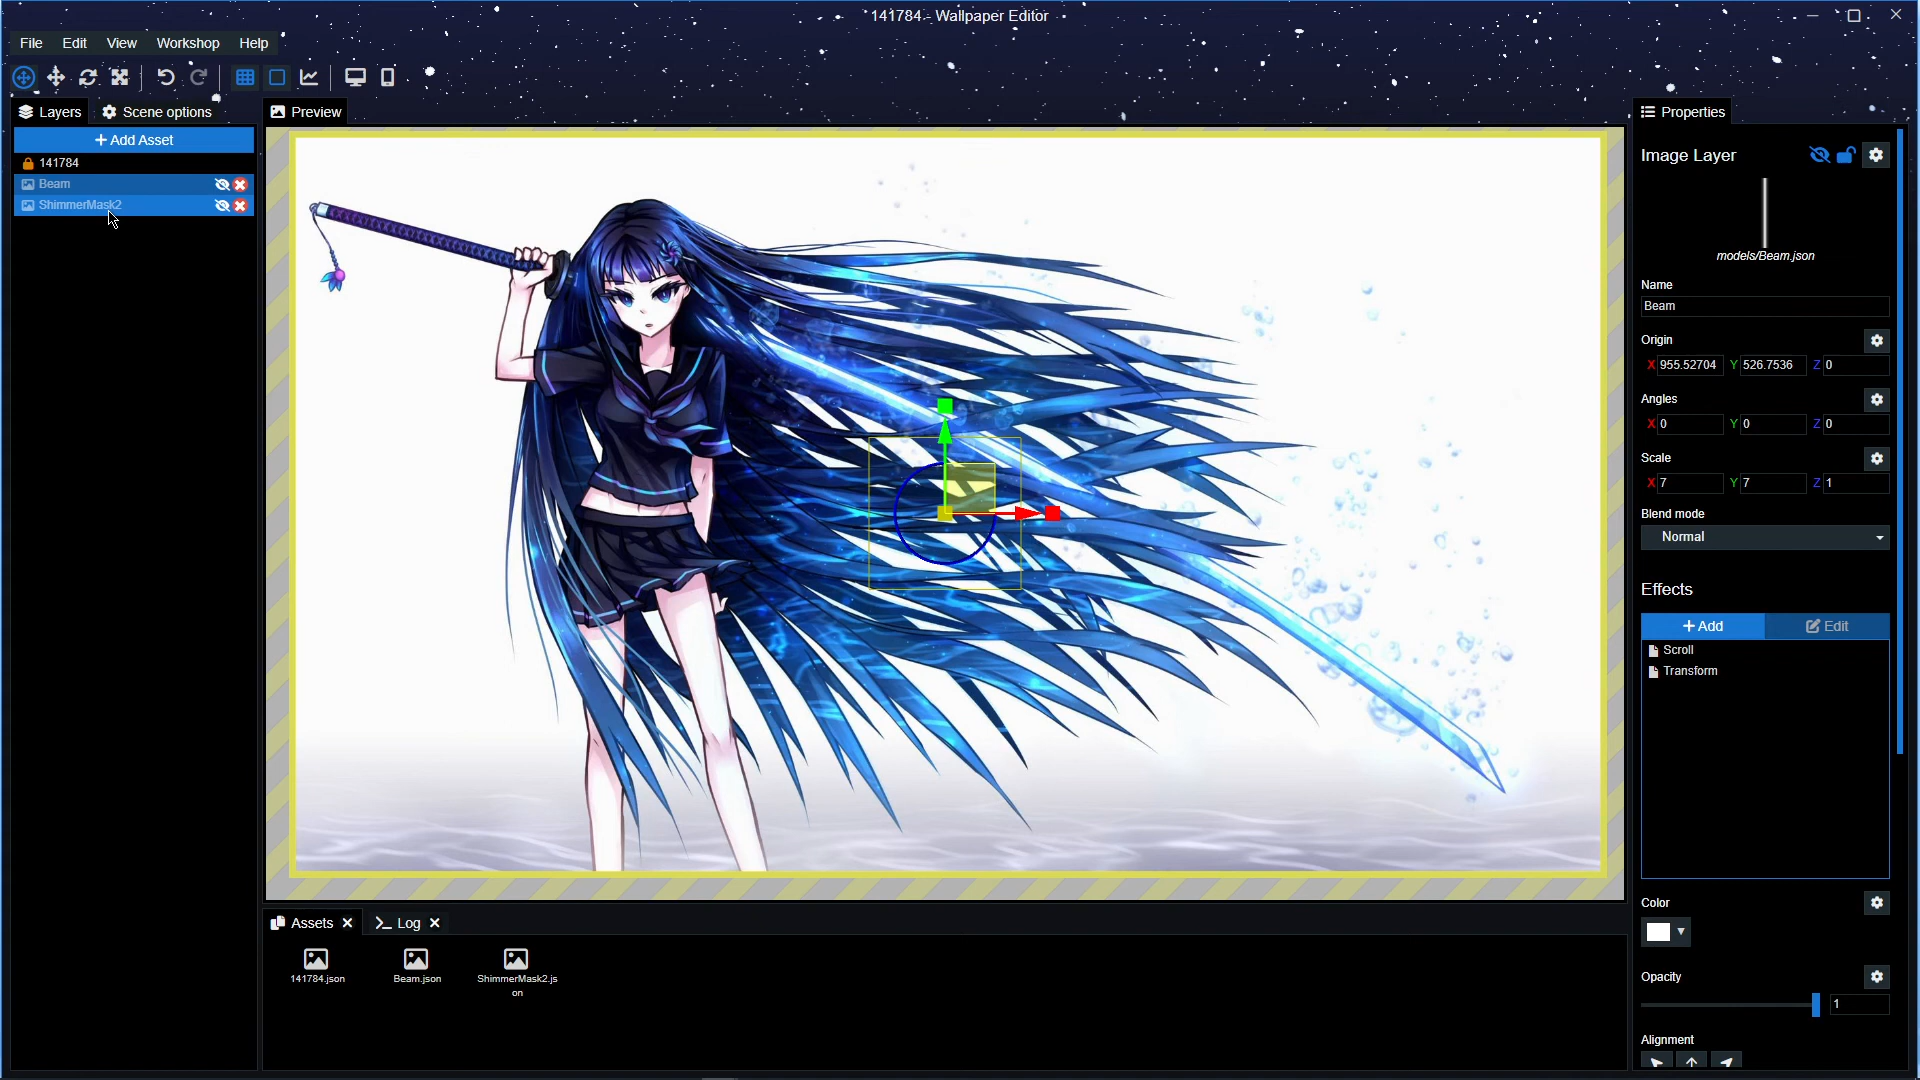 141784 - Wallpaper Editor
File Edit View Workshop Help
Layers Scene options
Preview
Properties
Add Asset
141784
Beam
ShimmerMask2
Image Layer
models/Beam.json
Name
Beam
Origin
X 955.52704 Y 526.7536 Z 0
Angles
X 0 Y 0 Z 0
Scale
X 7 Y 7 Z 1
Blend mode
Normal
Effects
Add Edit
Scroll
Transform
Color
Opacity
1
Alignment
Assets Log
141784.json Beam.json ShimmerMask2.js
on